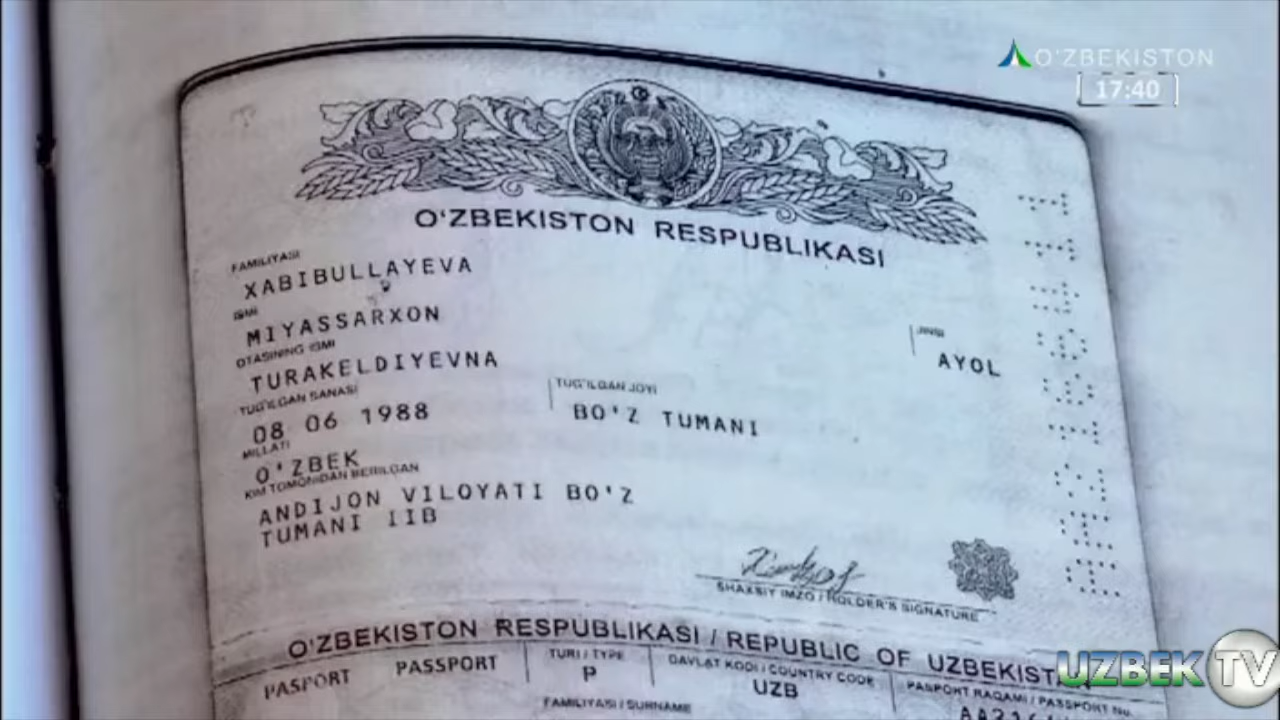 O'ZBEKISTON
17:40
O'ZBEKISTON RESPUBLIKASI
FAMILIYASI
XABIBULLAYEVA
ISMI
MIYASSARXON
JINSI
AYOL
OTASINING ISMI
TURAKELDIYEVNA
TUG'ILGAN SANASI
TUG'ILGAN JOYI
08 06 1988
BO'Z TUMANI
MILLATI
O'ZBEK
KIM TOMONIDAN BERILGAN
ANDIJON VILOYATI BO'Z
TUMANI IIB
SHAXSIY IMZO / HOLDER'S SIGNATURE
O'ZBEKISTON RESPUBLIKASI / REPUBLIC OF UZBEKISTAN
PASPORT PASSPORT
TURI / TYPE
P
DAVLAT KODI / COUNTRY CODE
UZB
PASPORT RAQAMI / PASSPORT No
FAMILIYASI / SURNAME
UZBEK TV